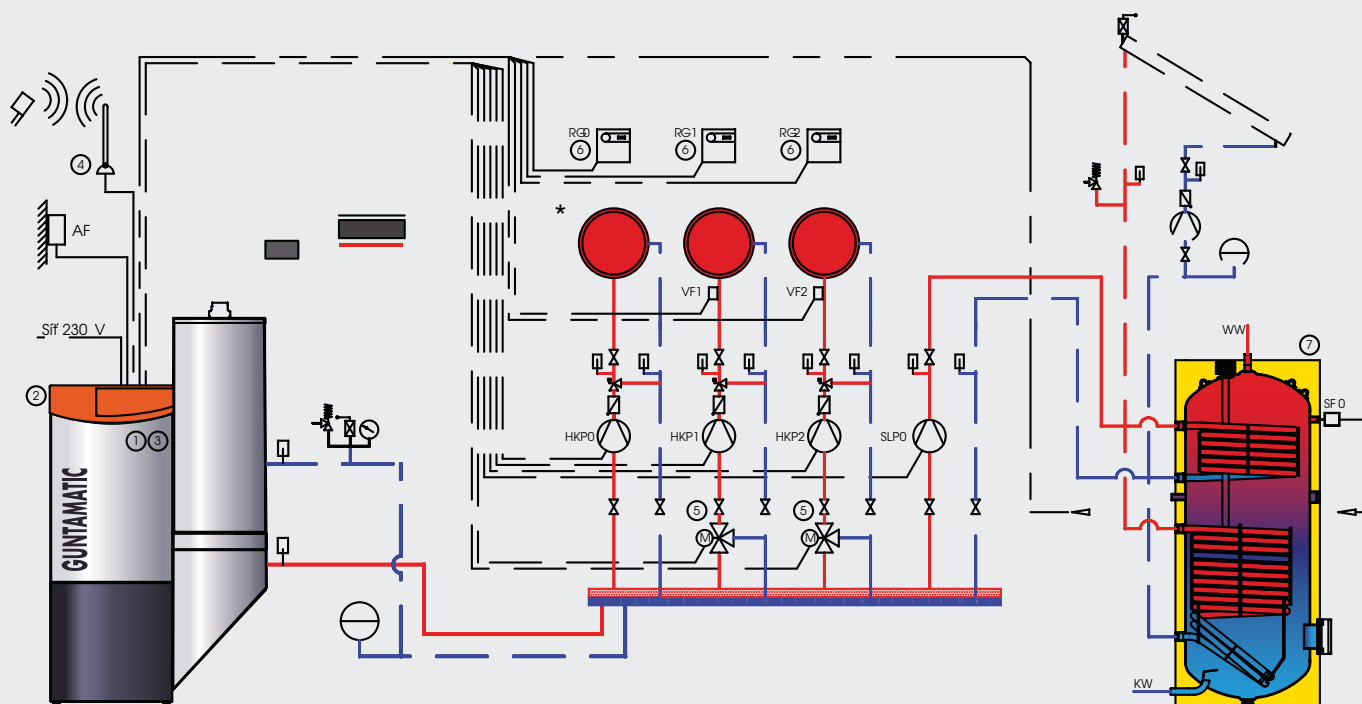 RG0
6
RG1
6
RG2
6
4
*
AF
VF1
VF2
Síť 230 V
WW
7
2
SF0
1
3
HKP0
HKP1
HKP2
SLP0
GUNTAMATIC
5
5
M
M
KW